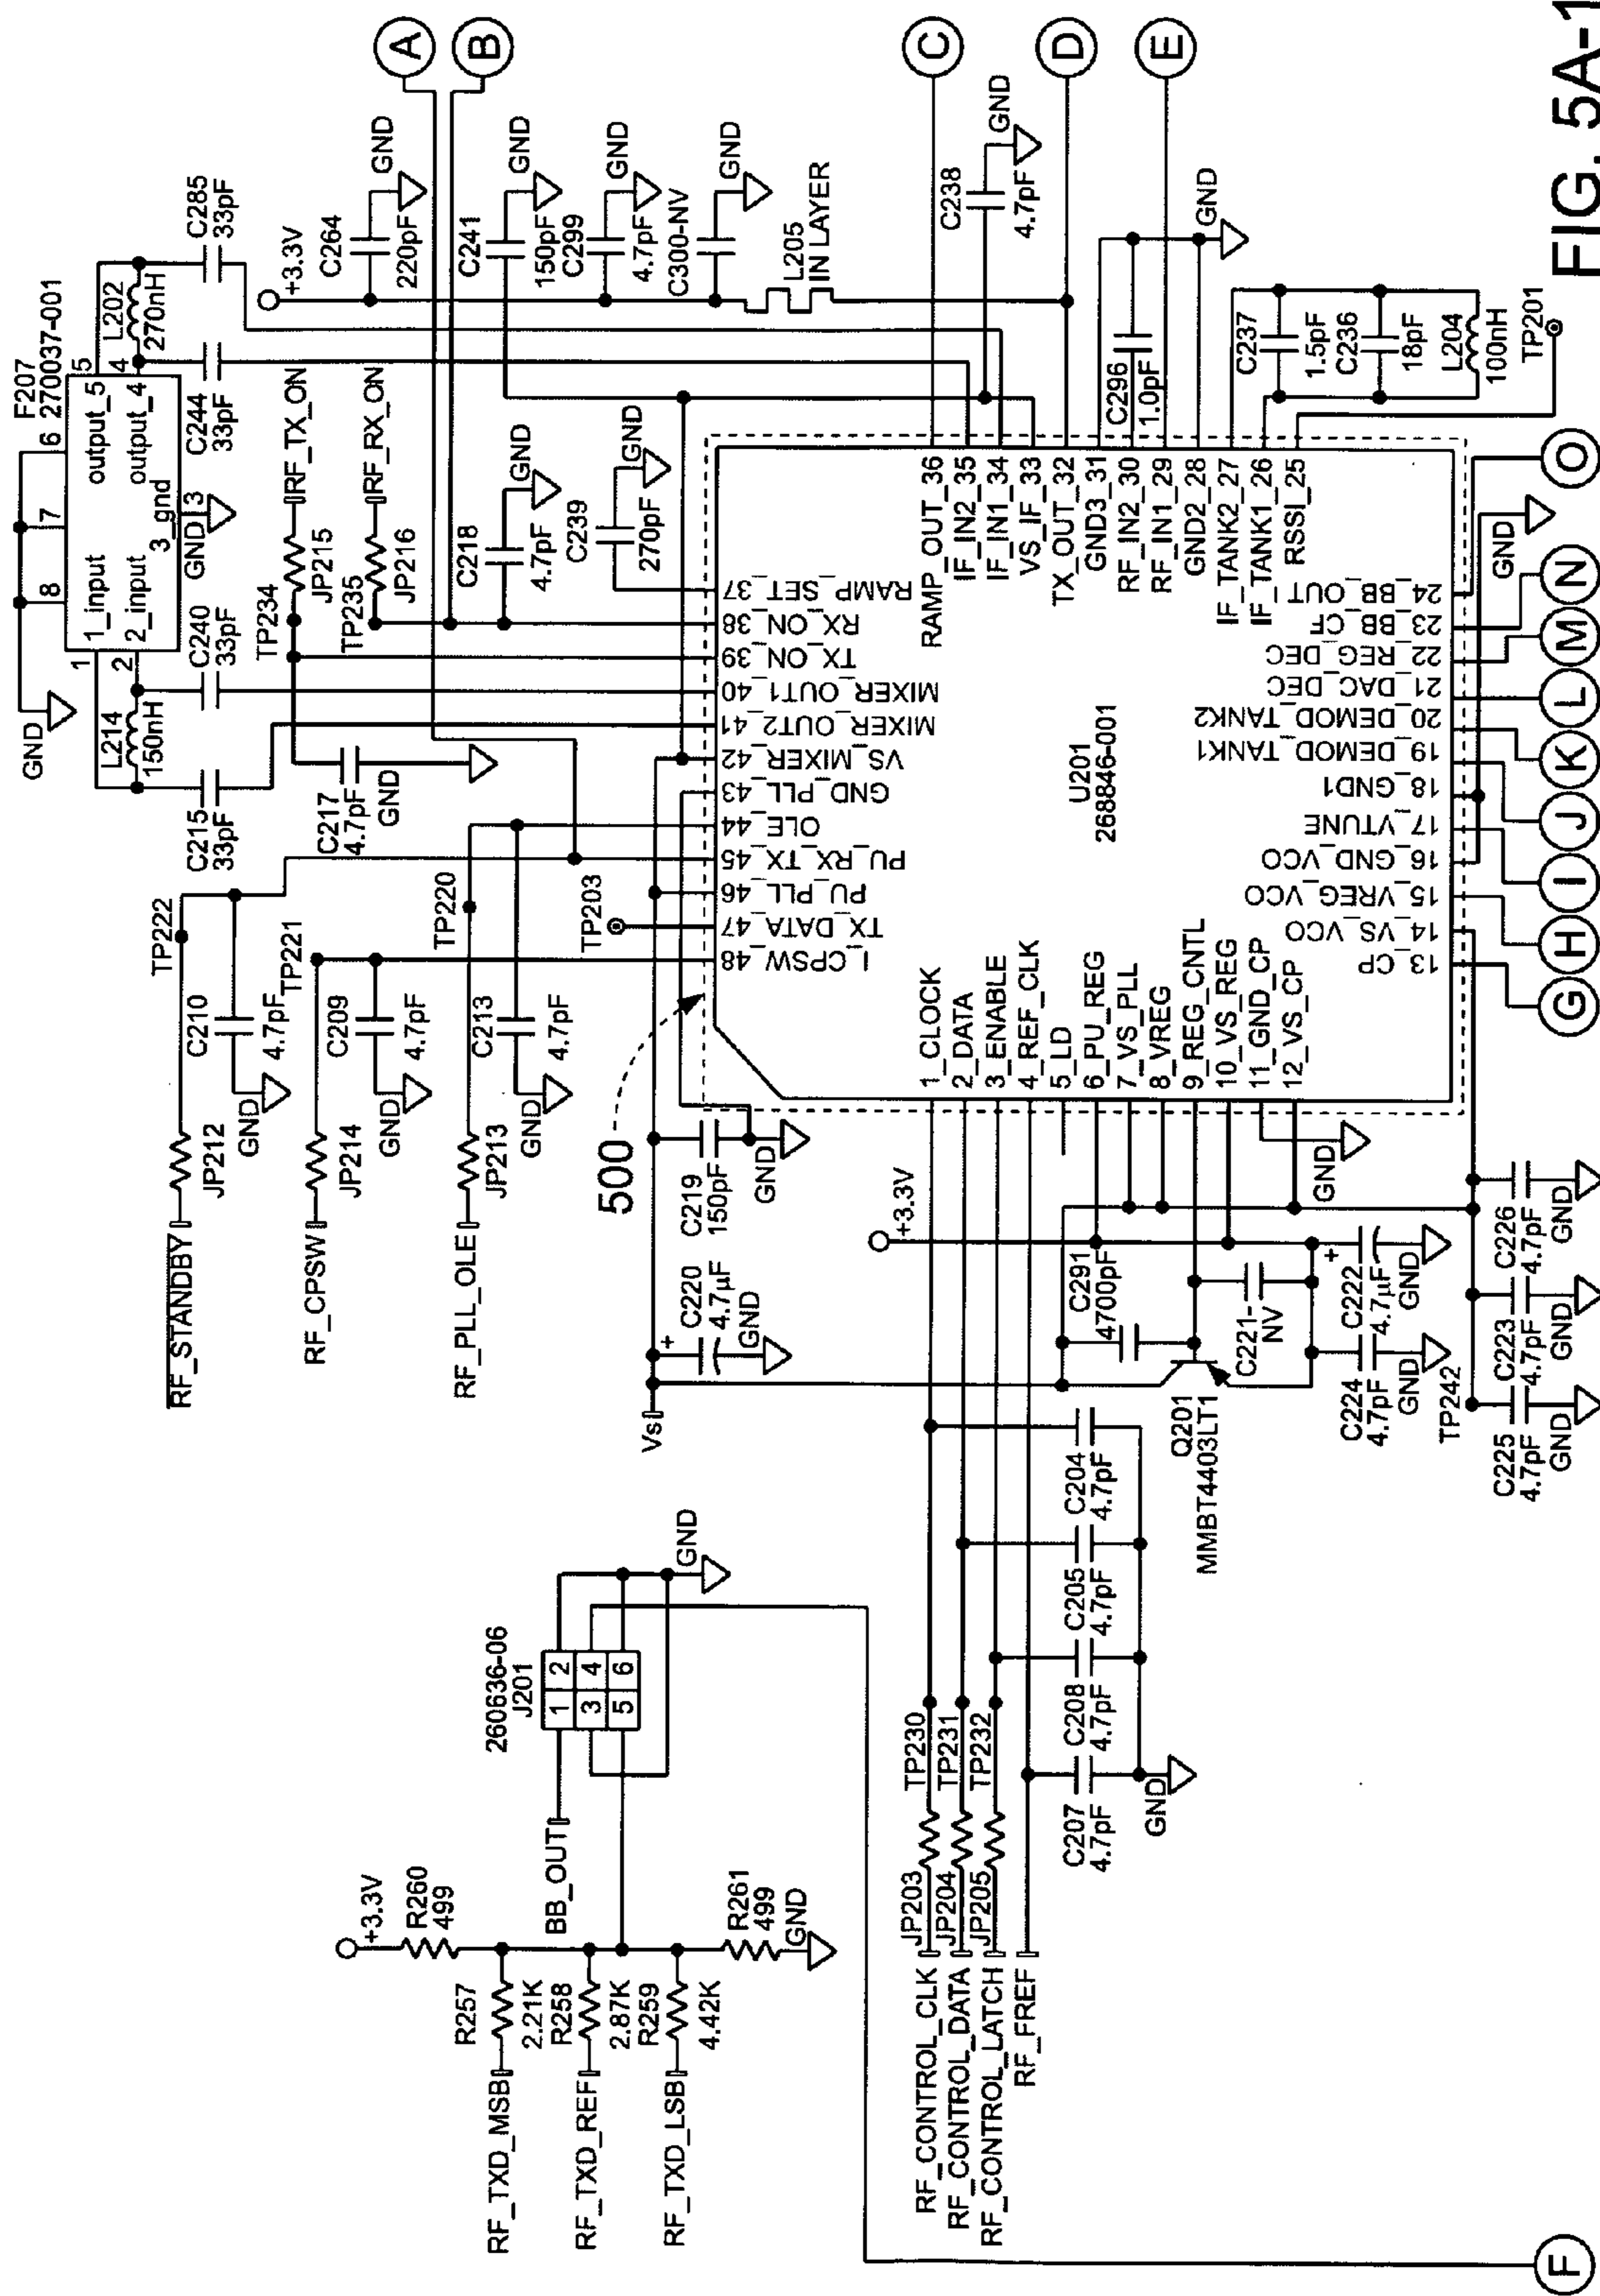 FIG. 5A-1
A
B
C
D
E
F
G
H
I
J
K
L
M
N
O
RF_TXD_MSB
R257
2.21K
RF_TXD_REF
R258
2.87K
RF_TXD_LSB
R259
4.42K
+3.3V
R260
499
R261
499
GND
BB_OUT
260636-06
J201
1 2
3 4
5 6
GND
RF_STANDBY
JP212
TP222
C210
4.7pF
GND
RF_CPSW
JP214
TP221
C209
4.7pF
GND
RF_PLL_OLE
JP213
TP220
C213
4.7pF
GND
TP203
500
Vs
C220
4.7µF
GND
C219
150pF
GND
GND
F207
270037-001
8 7 6
1_input
2_input
output_5
output_4
3_gnd
1
2
5
4
GND 3
L214
150nH
L202
270nH
C215
33pF
C240
33pF
C244
33pF
C285
33pF
C217
4.7pF
GND
TP234
JP215
RF_TX_ON
TP235
JP216
RF_RX_ON
C218
4.7pF
GND
C239
270pF
GND
+3.3V
C264
220pF
GND
C241
150pF
GND
C299
4.7pF
GND
C300-NV
GND
L205
IN LAYER
C238
4.7pF
GND
C296
1.0pF
GND
C237
1.5pF
C236
18pF
L204
100nH
TP201
U201
268846-001
I_CPSW_48
TX_DATA_47
PU_PLL_46
PU_RX_TX_45
OLE_44
GND_PLL_43
VS_MIXER_42
MIXER_OUT2_41
MIXER_OUT1_40
TX_ON_39
RX_ON_38
RAMP_SET_37
RAMP_OUT_36
IF_IN2_35
IF_IN1_34
VS_IF_33
TX_OUT_32
GND3_31
RF_IN2_30
RF_IN1_29
GND2_28
IF_TANK2_27
IF_TANK1_26
RSSI_25
1_CLOCK
2_DATA
3_ENABLE
4_REF_CLK
5_LD
6_PU_REG
7_VS_PLL
8_VREG
9_REG_CNTL
10_VS_REG
11_GND_CP
12_VS_CP
13_CP
14_VS_VCO
15_VREG_VCO
16_GND_VCO
17_VTUNE
18_GND1
19_DEMOD_TANK1
20_DEMOD_TANK2
21_DAC_DEC
22_REG_DEC
23_BB_CF
24_BB_OUT
GND
RF_CONTROL_CLK
JP203
TP230
RF_CONTROL_DATA
JP204
TP231
RF_CONTROL_LATCH
JP205
TP232
RF_FREF
C207
4.7pF
C208
4.7pF
C205
4.7pF
C204
4.7pF
GND
+3.3V
C291
4700pF
C221-
NV
Q201
MMBT4403LT1
C224
4.7pF
GND
C222
4.7µF
GND
GND
TP242
C225
4.7pF
GND
C223
4.7pF
GND
C226
4.7pF
GND